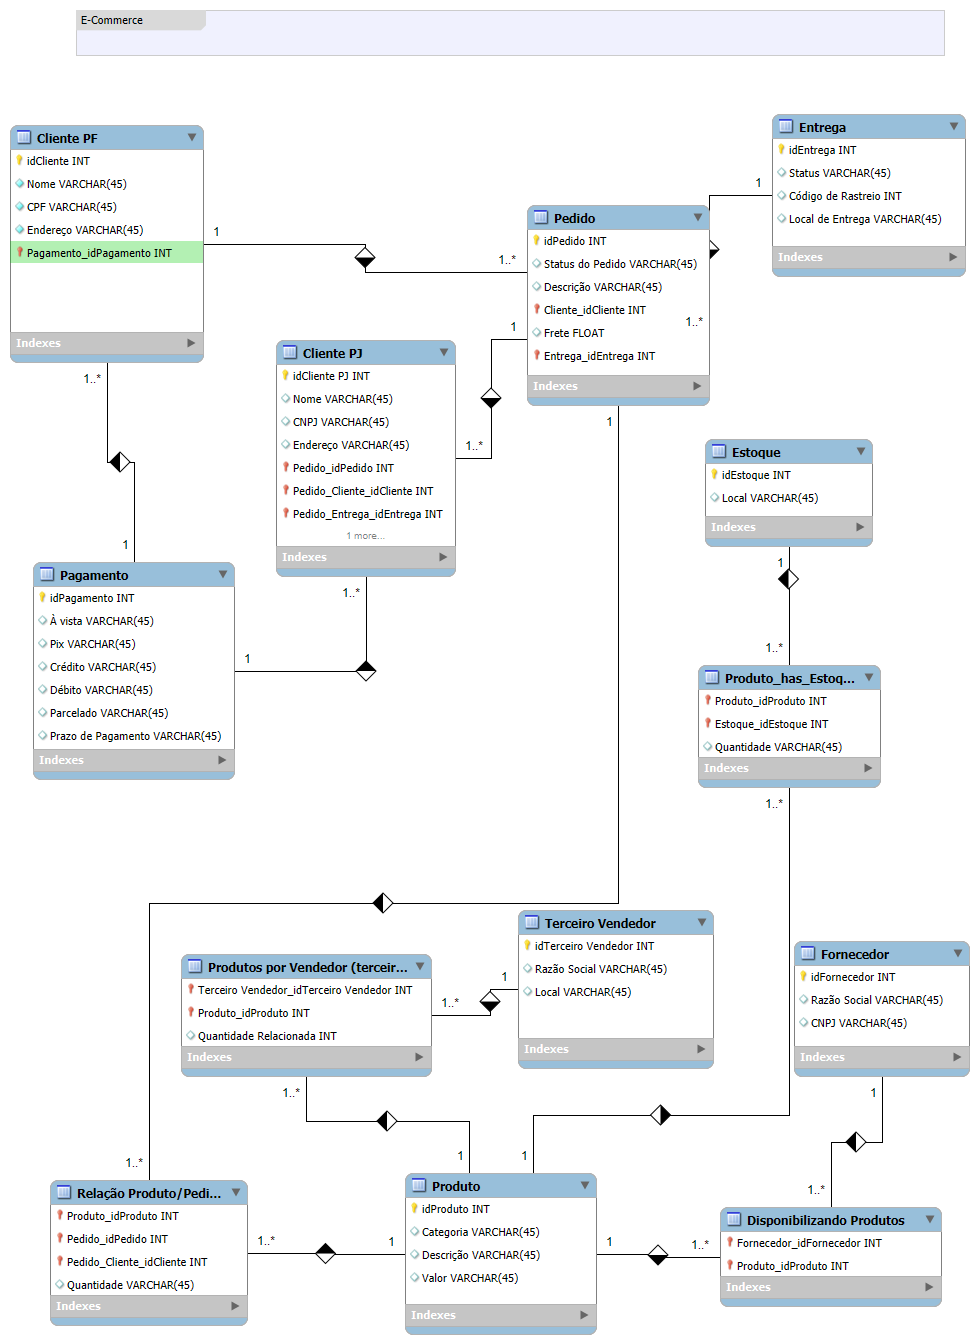 E-Commerce
Cliente PF
idCliente INT
Nome VARCHAR(45)
CPF VARCHAR(45)
Endereço VARCHAR(45)
Pagamento_idPagamento INT
Indexes
Entrega
idEntrega INT
Status VARCHAR(45)
Código de Rastreio INT
Local de Entrega VARCHAR(45)
Indexes
1
Pedido
idPedido INT
Status do Pedido VARCHAR(45)
Descrição VARCHAR(45)
Cliente_idCliente INT
Frete FLOAT
Entrega_idEntrega INT
Indexes
1
1..*
1..*
1
1..*
Cliente PJ
idCliente PJ INT
Nome VARCHAR(45)
CNPJ VARCHAR(45)
Endereço VARCHAR(45)
Pedido_idPedido INT
Pedido_Cliente_idCliente INT
Pedido_Entrega_idEntrega INT
1 more...
Indexes
1..*
1
1..*
1
1
1..*
Pagamento
idPagamento INT
À vista VARCHAR(45)
Pix VARCHAR(45)
Crédito VARCHAR(45)
Débito VARCHAR(45)
Parcelado VARCHAR(45)
Prazo de Pagamento VARCHAR(45)
Indexes
Estoque
idEstoque INT
Local VARCHAR(45)
Indexes
1
1..*
Produto_has_Estoq...
Produto_idProduto INT
Estoque_idEstoque INT
Quantidade VARCHAR(45)
Indexes
1..*
Terceiro Vendedor
idTerceiro Vendedor INT
Razão Social VARCHAR(45)
Local VARCHAR(45)
Indexes
1
1..*
Produtos por Vendedor (terceir...
Terceiro Vendedor_idTerceiro Vendedor INT
Produto_idProduto INT
Quantidade Relacionada INT
Indexes
1..*
1
1
Fornecedor
idFornecedor INT
Razão Social VARCHAR(45)
CNPJ VARCHAR(45)
Indexes
1
1..*
1..*
Relação Produto/Pedi...
Produto_idProduto INT
Pedido_idPedido INT
Pedido_Cliente_idCliente INT
Quantidade VARCHAR(45)
Indexes
1..*
1
Produto
idProduto INT
Categoria VARCHAR(45)
Descrição VARCHAR(45)
Valor VARCHAR(45)
Indexes
1
1..*
Disponibilizando Produtos
Fornecedor_idFornecedor INT
Produto_idProduto INT
Indexes